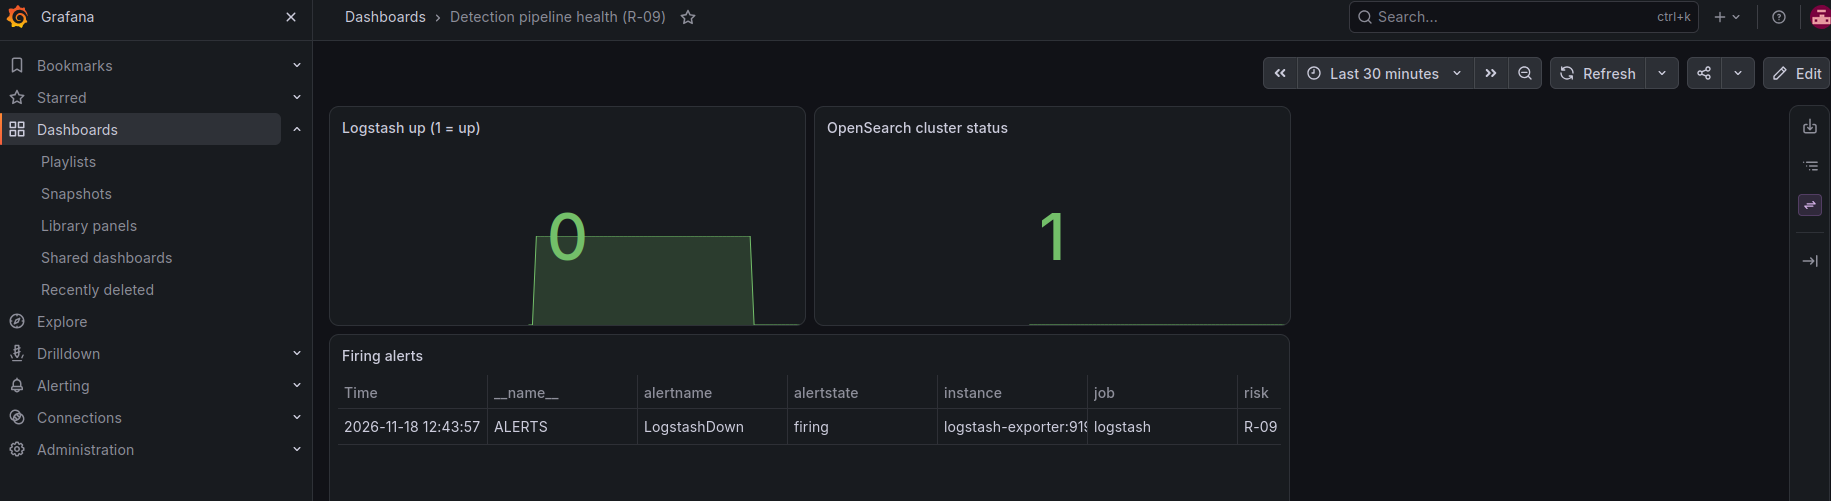 Grafana
Dashboards › Detection pipeline health (R-09)
Search... ctrl+k
Bookmarks
Starred
Dashboards
Playlists
Snapshots
Library panels
Shared dashboards
Recently deleted
Explore
Drilldown
Alerting
Connections
Administration
Last 30 minutes Refresh Edit
Logstash up (1 = up)
0
OpenSearch cluster status
1
Firing alerts
Time __name__ alertname alertstate instance job risk
2026-11-18 12:43:57 ALERTS LogstashDown firing logstash-exporter:919 logstash R-09